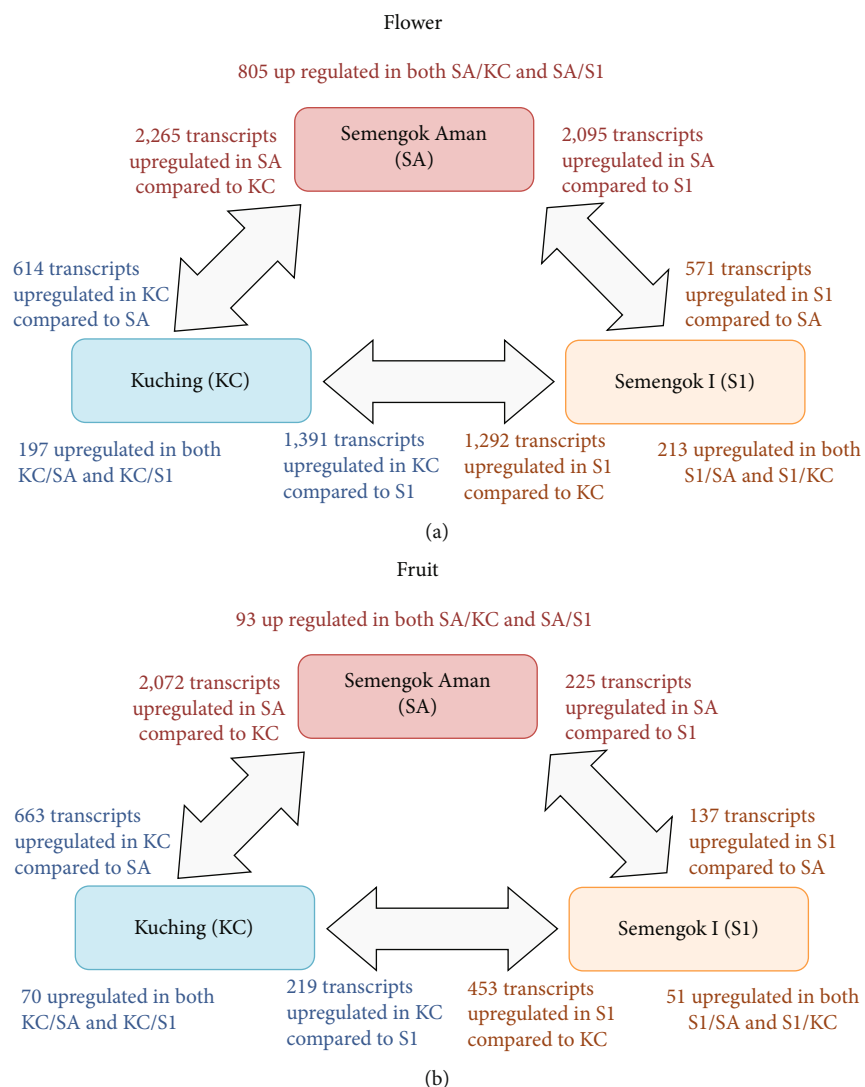 Flower
805 up regulated in both SA/KC and SA/S1
2,265 transcripts
upregulated in SA
compared to KC
Semengok Aman
(SA)
2,095 transcripts
upregulated in SA
compared to S1
614 transcripts
upregulated in KC
compared to SA
571 transcripts
upregulated in S1
compared to SA
Kuching (KC)
Semengok I (S1)
197 upregulated in both
KC/SA and KC/S1
1,391 transcripts
upregulated in KC
compared to S1
1,292 transcripts
upregulated in S1
compared to KC
213 upregulated in both
S1/SA and S1/KC
(a)
Fruit
93 up regulated in both SA/KC and SA/S1
2,072 transcripts
upregulated in SA
compared to KC
Semengok Aman
(SA)
225 transcripts
upregulated in SA
compared to S1
663 transcripts
upregulated in KC
compared to SA
137 transcripts
upregulated in S1
compared to SA
Kuching (KC)
Semengok I (S1)
70 upregulated in both
KC/SA and KC/S1
219 transcripts
upregulated in KC
compared to S1
453 transcripts
upregulated in S1
compared to KC
51 upregulated in both
S1/SA and S1/KC
(b)